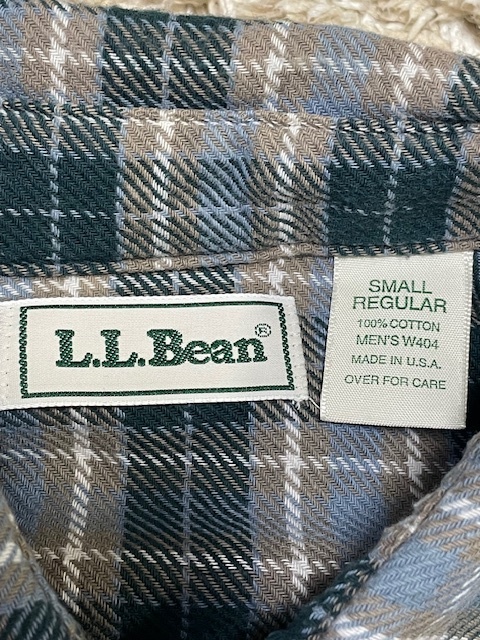 L.L.Bean®
SMALL
REGULAR
100% COTTON
MEN'S W404
MADE IN U.S.A.
OVER FOR CARE